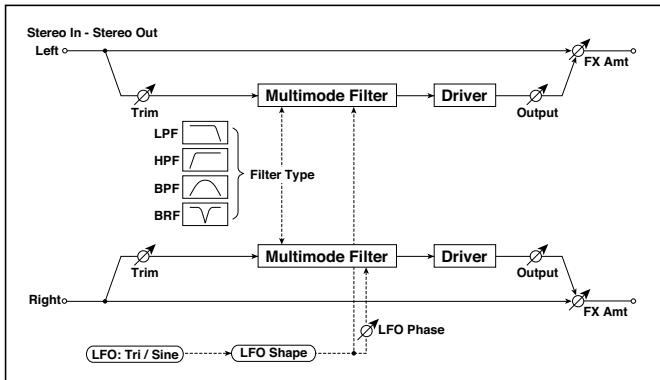 Stereo In - Stereo Out
Left
FX Amt
Trim
Multimode Filter
Driver
Output
LPF
HPF
BPF
BRF
Filter Type
Trim
Multimode Filter
Driver
Output
Right
FX Amt
LFO Phase
LFO: Tri / Sine
LFO Shape